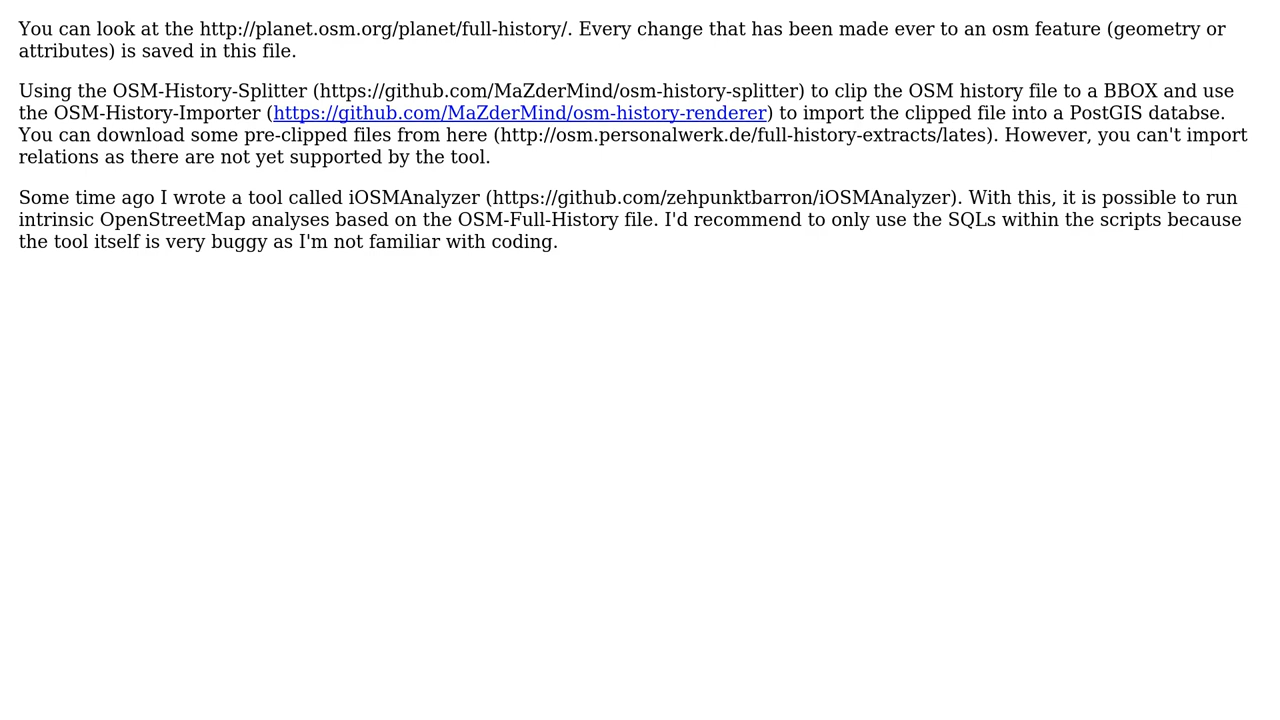 You can look at the http://planet.osm.org/planet/full-history/. Every change that has been made ever to an osm feature (geometry or
attributes) is saved in this file.
Using the OSM-History-Splitter (https://github.com/MaZderMind/osm-history-splitter) to clip the OSM history file to a BBOX and use
the OSM-History-Importer (https://github.com/MaZderMind/osm-history-renderer) to import the clipped file into a PostGIS databse.
You can download some pre-clipped files from here (http://osm.personalwerk.de/full-history-extracts/lates). However, you can't import
relations as there are not yet supported by the tool.
Some time ago I wrote a tool called iOSMAnalyzer (https://github.com/zehpunktbarron/iOSMAnalyzer). With this, it is possible to run
intrinsic OpenStreetMap analyses based on the OSM-Full-History file. I'd recommend to only use the SQLs within the scripts because
the tool itself is very buggy as I'm not familiar with coding.